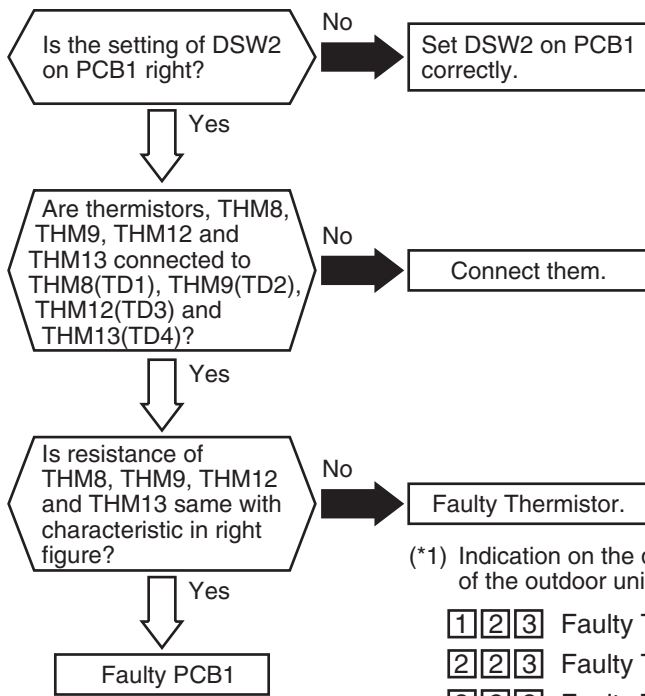 Is the setting of DSW2
on PCB1 right?
No
Set DSW2 on PCB1
correctly.
Yes
Are thermistors, THM8,
THM9, THM12 and
THM13 connected to
THM8(TD1), THM9(TD2),
THM12(TD3) and
THM13(TD4)?
No
Connect them.
Yes
Is resistance of
THM8, THM9, THM12
and THM13 same with
characteristic in right
figure?
No
Faulty Thermistor.
Yes
Faulty PCB1
(*1) Indication on the
of the outdoor
1 2 3 Faulty
2 2 3 Faulty